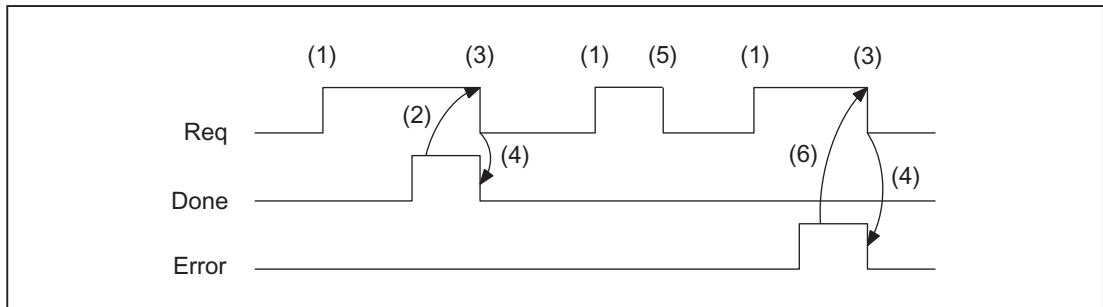 (1) (3) (1) (5) (1) (3)
Req (2) (6) (4)
(4)
Done
Error